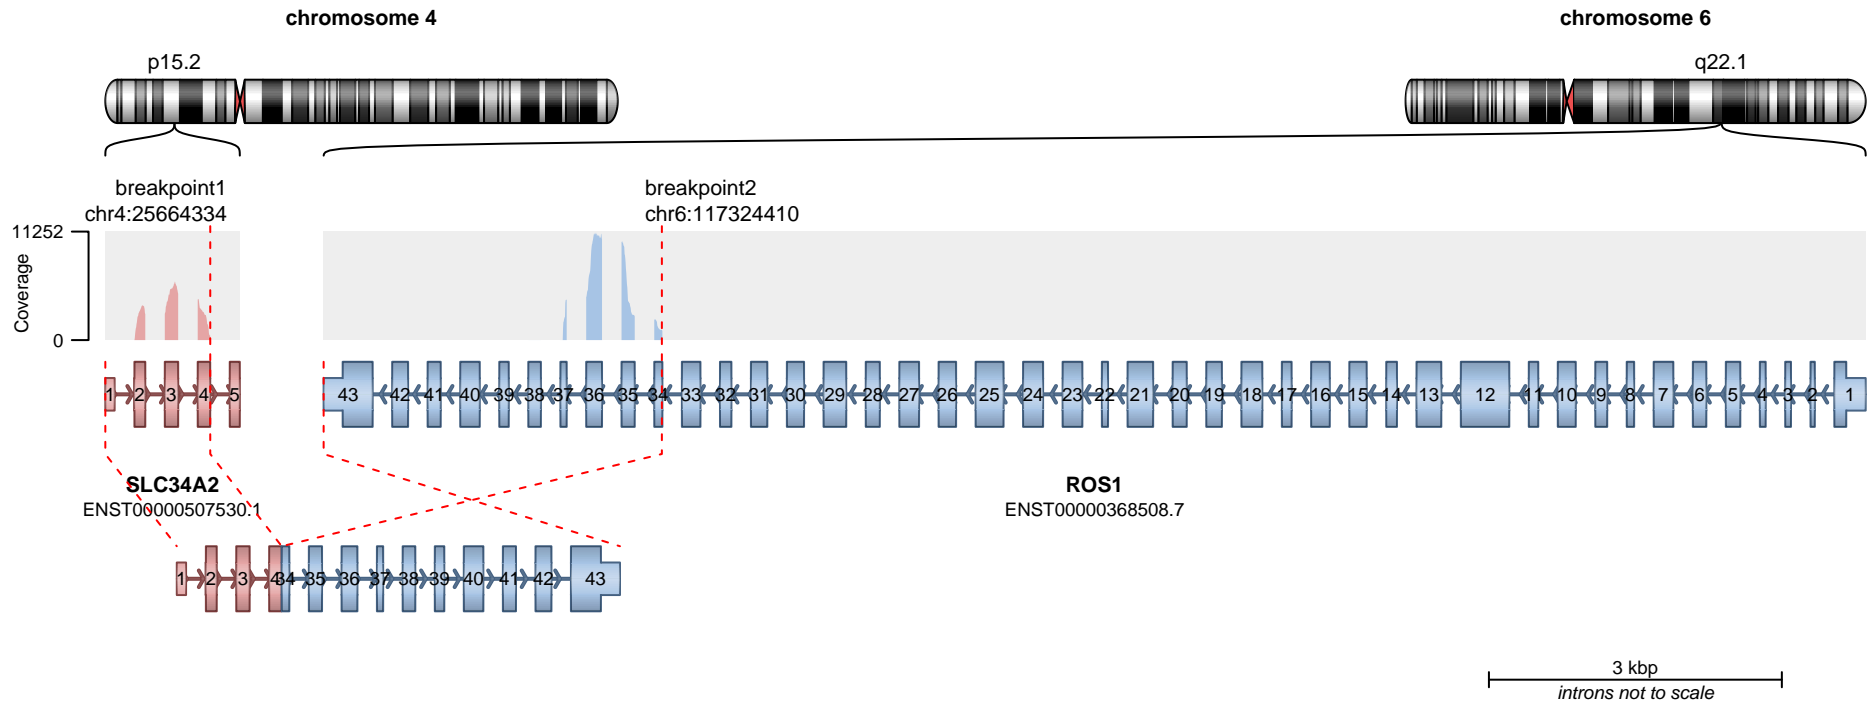 chromosome 4
chromosome 6
p15.2
q22.1
breakpoint1
chr4:25664334
breakpoint2
chr6:117324410
11252
Coverage
0
1 2 3 4 5
43 42 41 40 39 38 37 36 35 34 33 32 31 30 29 28 27 26 25 24 23 22 21 20 19 18 17 16 15 14 13 12 11 10 9 8 7 6 5 4 3 2 1
SLC34A2
ENST00000507530.1
ROS1
ENST00000368508.7
1 2 3 4 34 35 36 37 38 39 40 41 42 43
3 kbp
introns not to scale